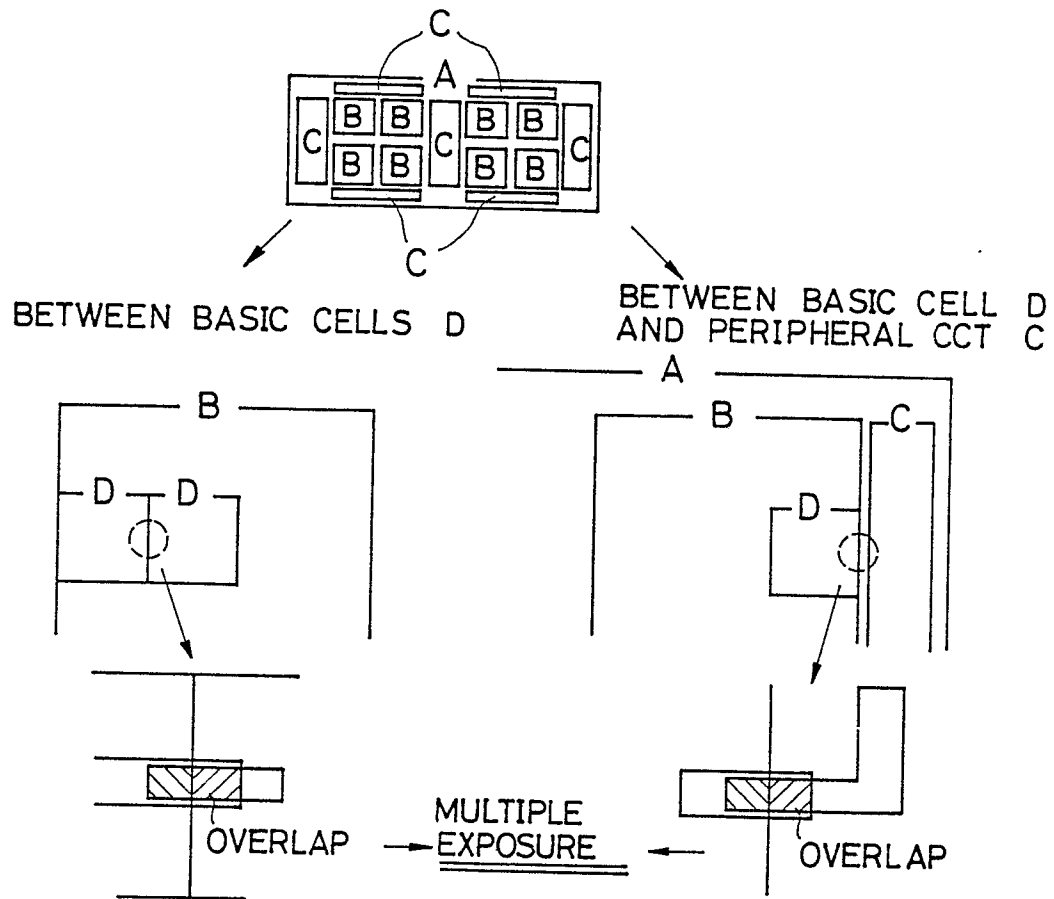 C
A
B B B B
C C C
B B B B
C
BETWEEN BASIC CELLS D
BETWEEN BASIC CELL D
AND PERIPHERAL CCT C
A
B
B
C
D D
D
OVERLAP
MULTIPLE
EXPOSURE
OVERLAP